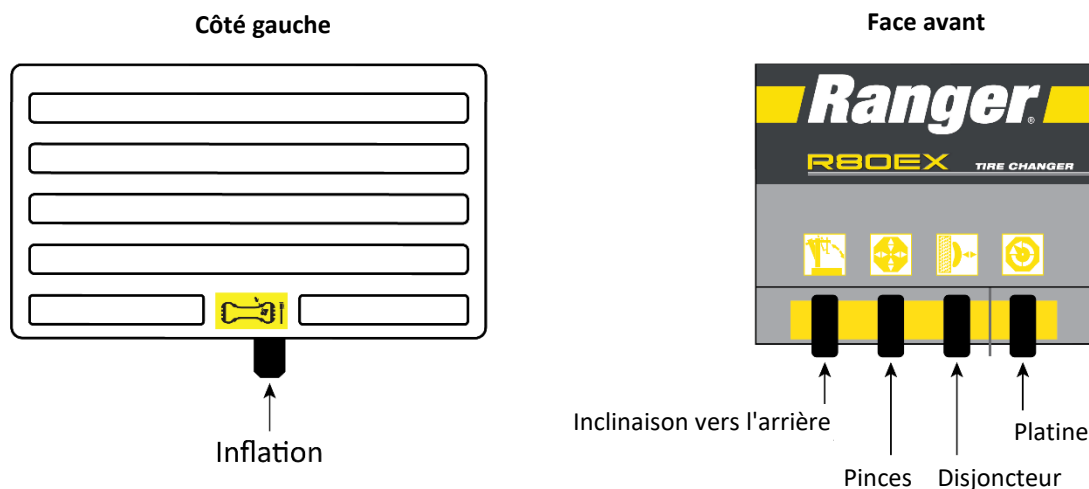 Côté gauche
Face avant
Ranger®
R80EX TIRE CHANGER
Inflation
Inclinaison vers l'arrière
Platine
Pinces
Disjoncteur